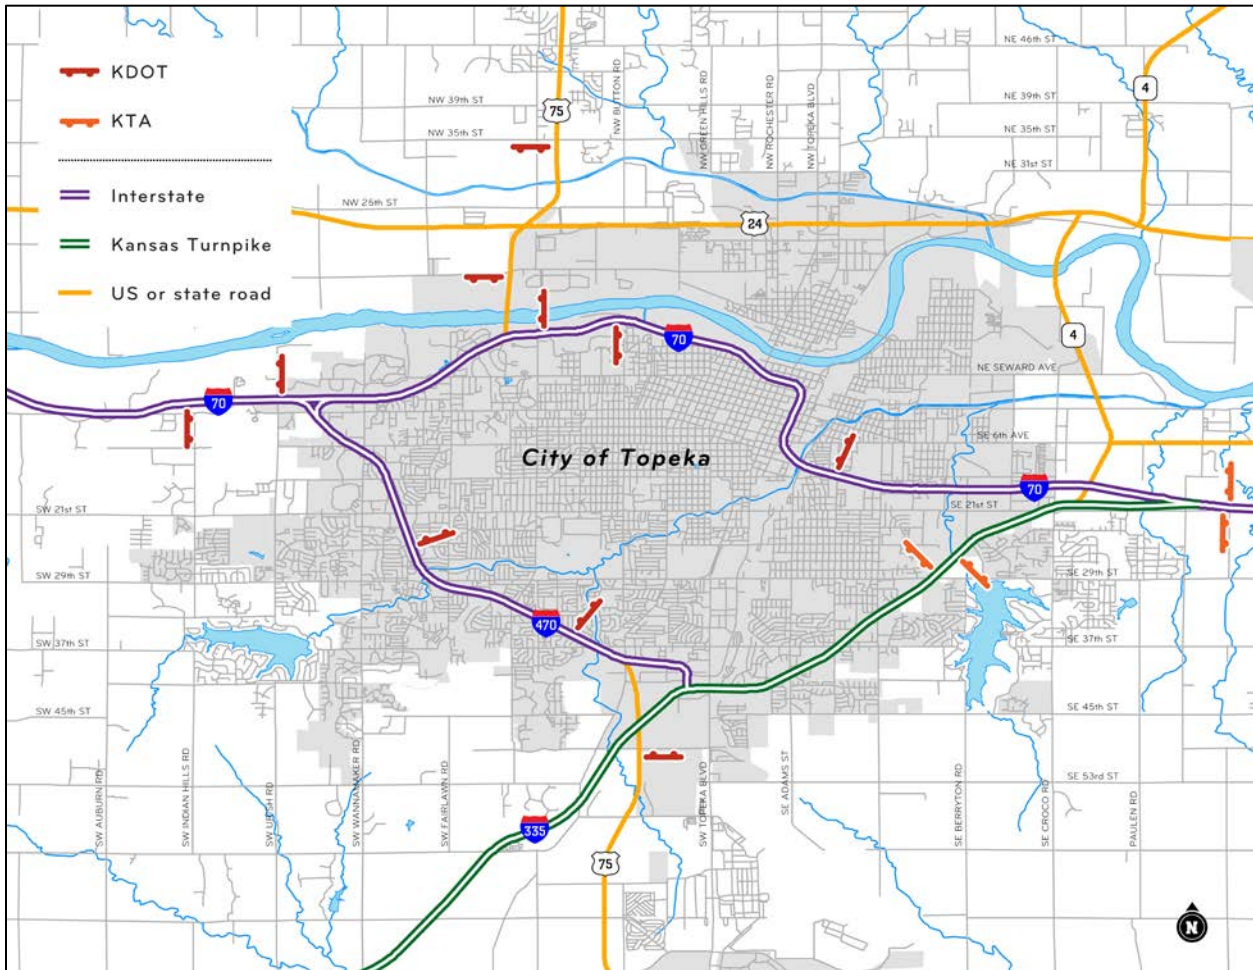 KDOT
KTA
Interstate
Kansas Turnpike
US or state road
NE 46th ST
75
NW 39th ST
NW 35th ST
NW BUTTON RD
NW GREEN HILLS RD
NW ROCHESTER RD
NW TOPEKA BLVD
4
NE 39th ST
NE 35th ST
NE 31st ST
NW 25th ST
24
4
70
70
NE SEWARD AVE
SE 6th AVE
City of Topeka
70
SW 21st ST
SE 21st ST
SW 29th ST
SE 29th ST
470
SW 37th ST
SE 37th ST
SW 45th ST
SE 45th ST
SW AUBURN RD
SW INDIAN HILLS RD
SW URISH RD
SW WANNAMAKER RD
SW FAIRLAWN RD
SW TOPEKA BLVD
SE ADAMS ST
SE BERRYTON RD
SE CROCO RD
PAULEN RD
SE 53rd ST
335
75
N